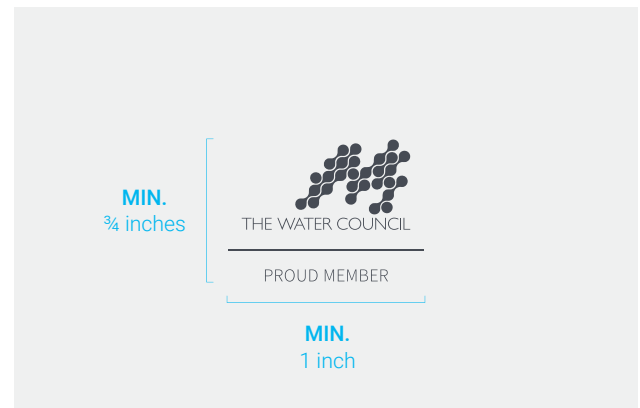 MIN.
¾ inches
THE WATER COUNCIL
PROUD MEMBER
MIN.
1 inch